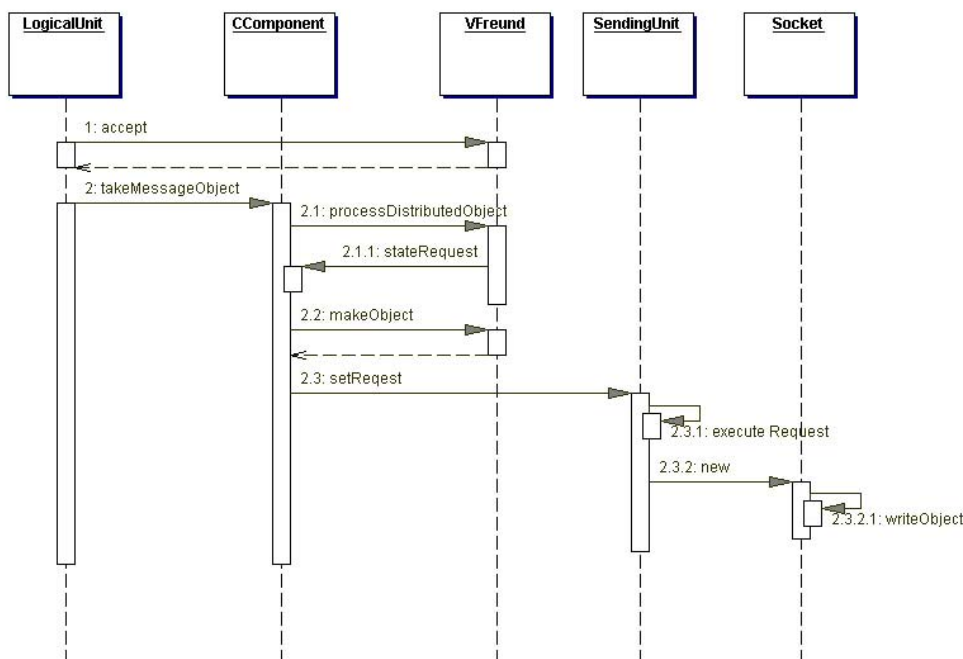 LogicalUnit
CComponent
VFreund
SendingUnit
Socket
1: accept
2: takeMessageObject
2.1: processDistributedObject
2.1.1: stateRequest
2.2: makeObject
2.3: setReqest
2.3.1: execute Request
2.3.2: new
2.3.2.1: writeObject